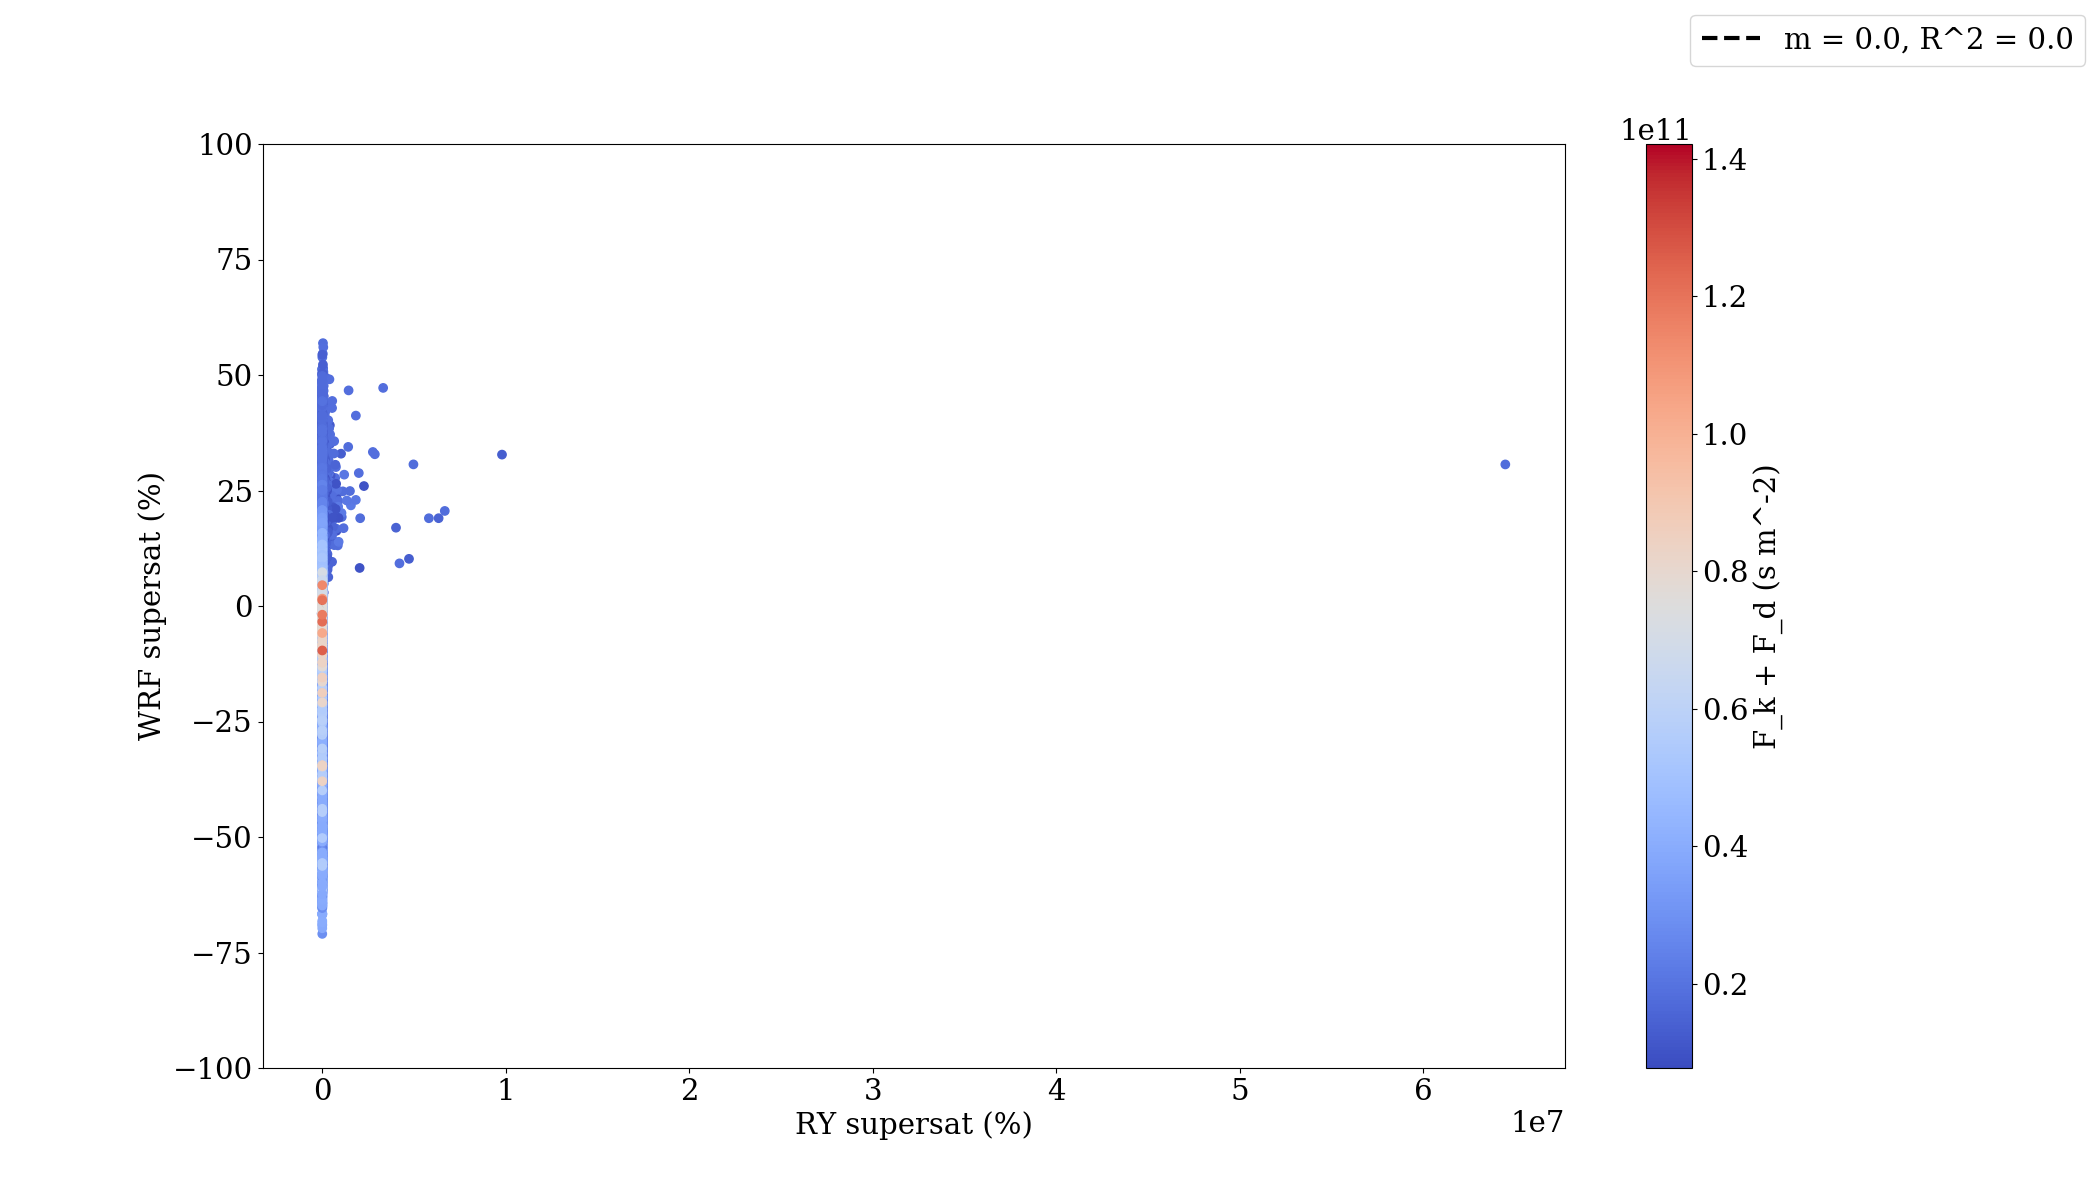 m = 0.0, R^2 = 0.0
1e11
100
75
50
25
0
−25
−50
−75
−100
WRF supersat (%)
0 1 2 3 4 5 6
1e7
RY supersat (%)
1.4
1.2
1.0
0.8
0.6
0.4
0.2
F_k + F_d (s m^-2)